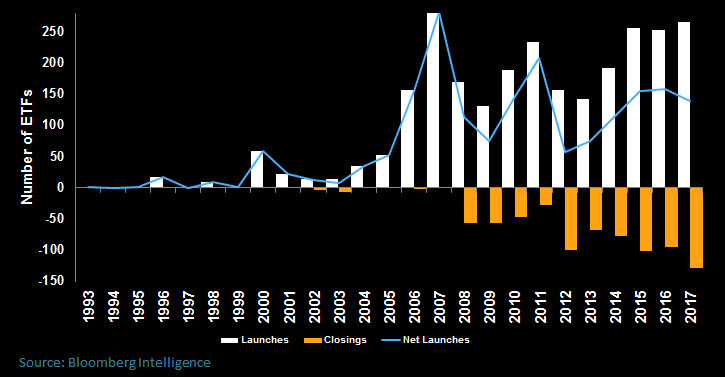 Number of ETFs
250
200
150
100
50
0
-50
-100
-150
1993 1994 1995 1996 1997 1998 1999 2000 2001 2002 2003 2004 2005 2006 2007 2008 2009 2010 2011 2012 2013 2014 2015 2016 2017
Launches Closings Net Launches
Source: Bloomberg Intelligence